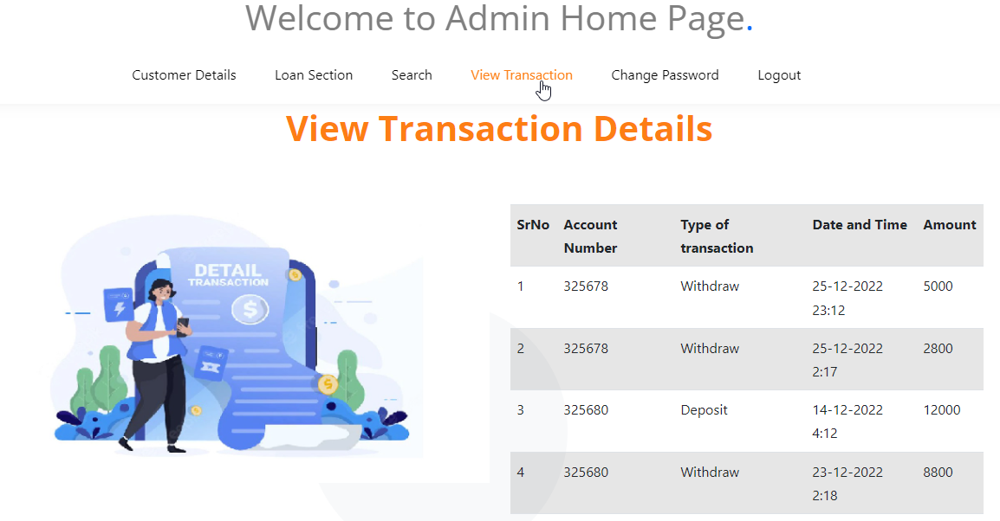 Welcome to Admin Home Page.
Customer Details Loan Section Search View Transaction Change Password Logout
View Transaction Details
DETAIL
TRANSACTION
$
SrNo Account Number Type of transaction Date and Time Amount
1 325678 Withdraw 25-12-2022 23:12 5000
2 325678 Withdraw 25-12-2022 2:17 2800
3 325680 Deposit 14-12-2022 4:12 12000
4 325680 Withdraw 23-12-2022 2:18 8800